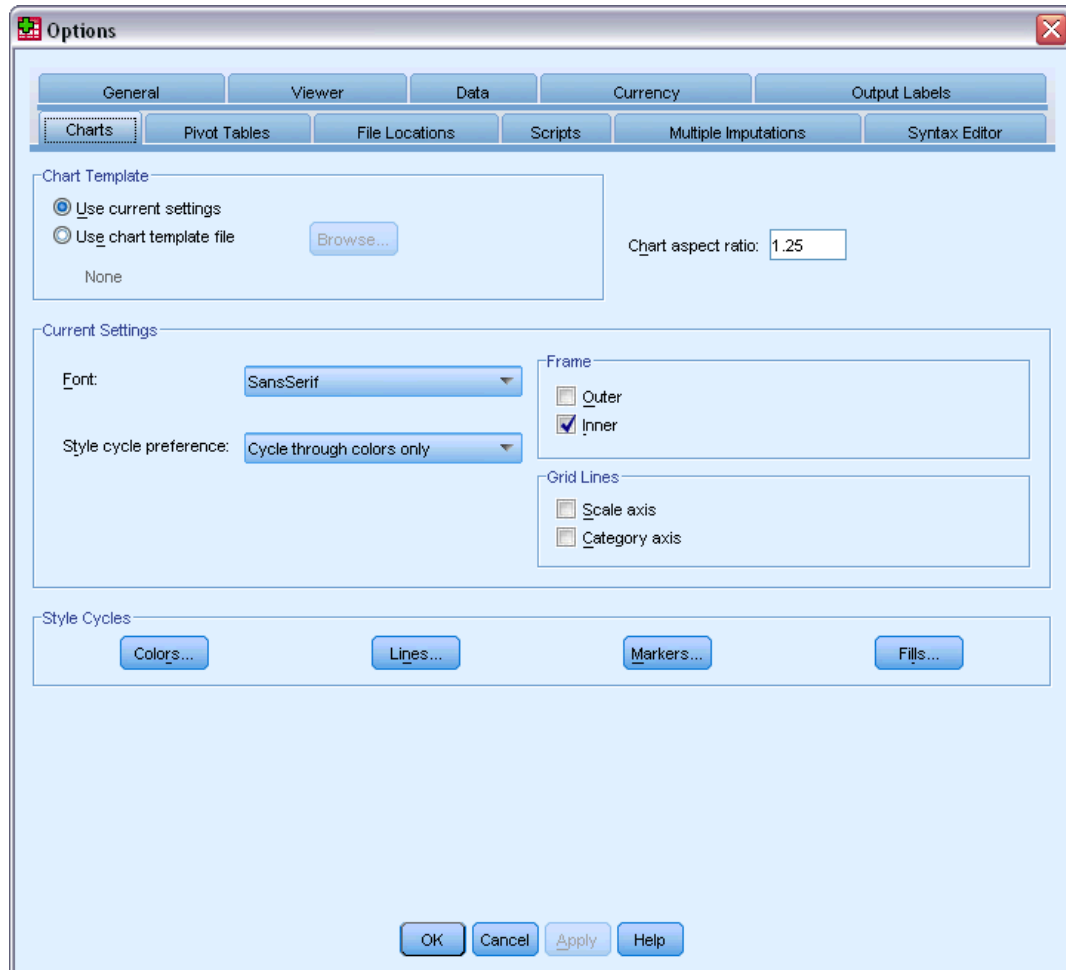 Options
General Viewer Data Currency Output Labels
Charts Pivot Tables File Locations Scripts Multiple Imputations Syntax Editor
Chart Template
Use current settings
Use chart template file Browse...
None
Chart aspect ratio: 1.25
Current Settings
Font: SansSerif
Style cycle preference: Cycle through colors only
Frame
Outer
Inner
Grid Lines
Scale axis
Category axis
Style Cycles
Colors... Lines... Markers... Fills...
OK Cancel Apply Help